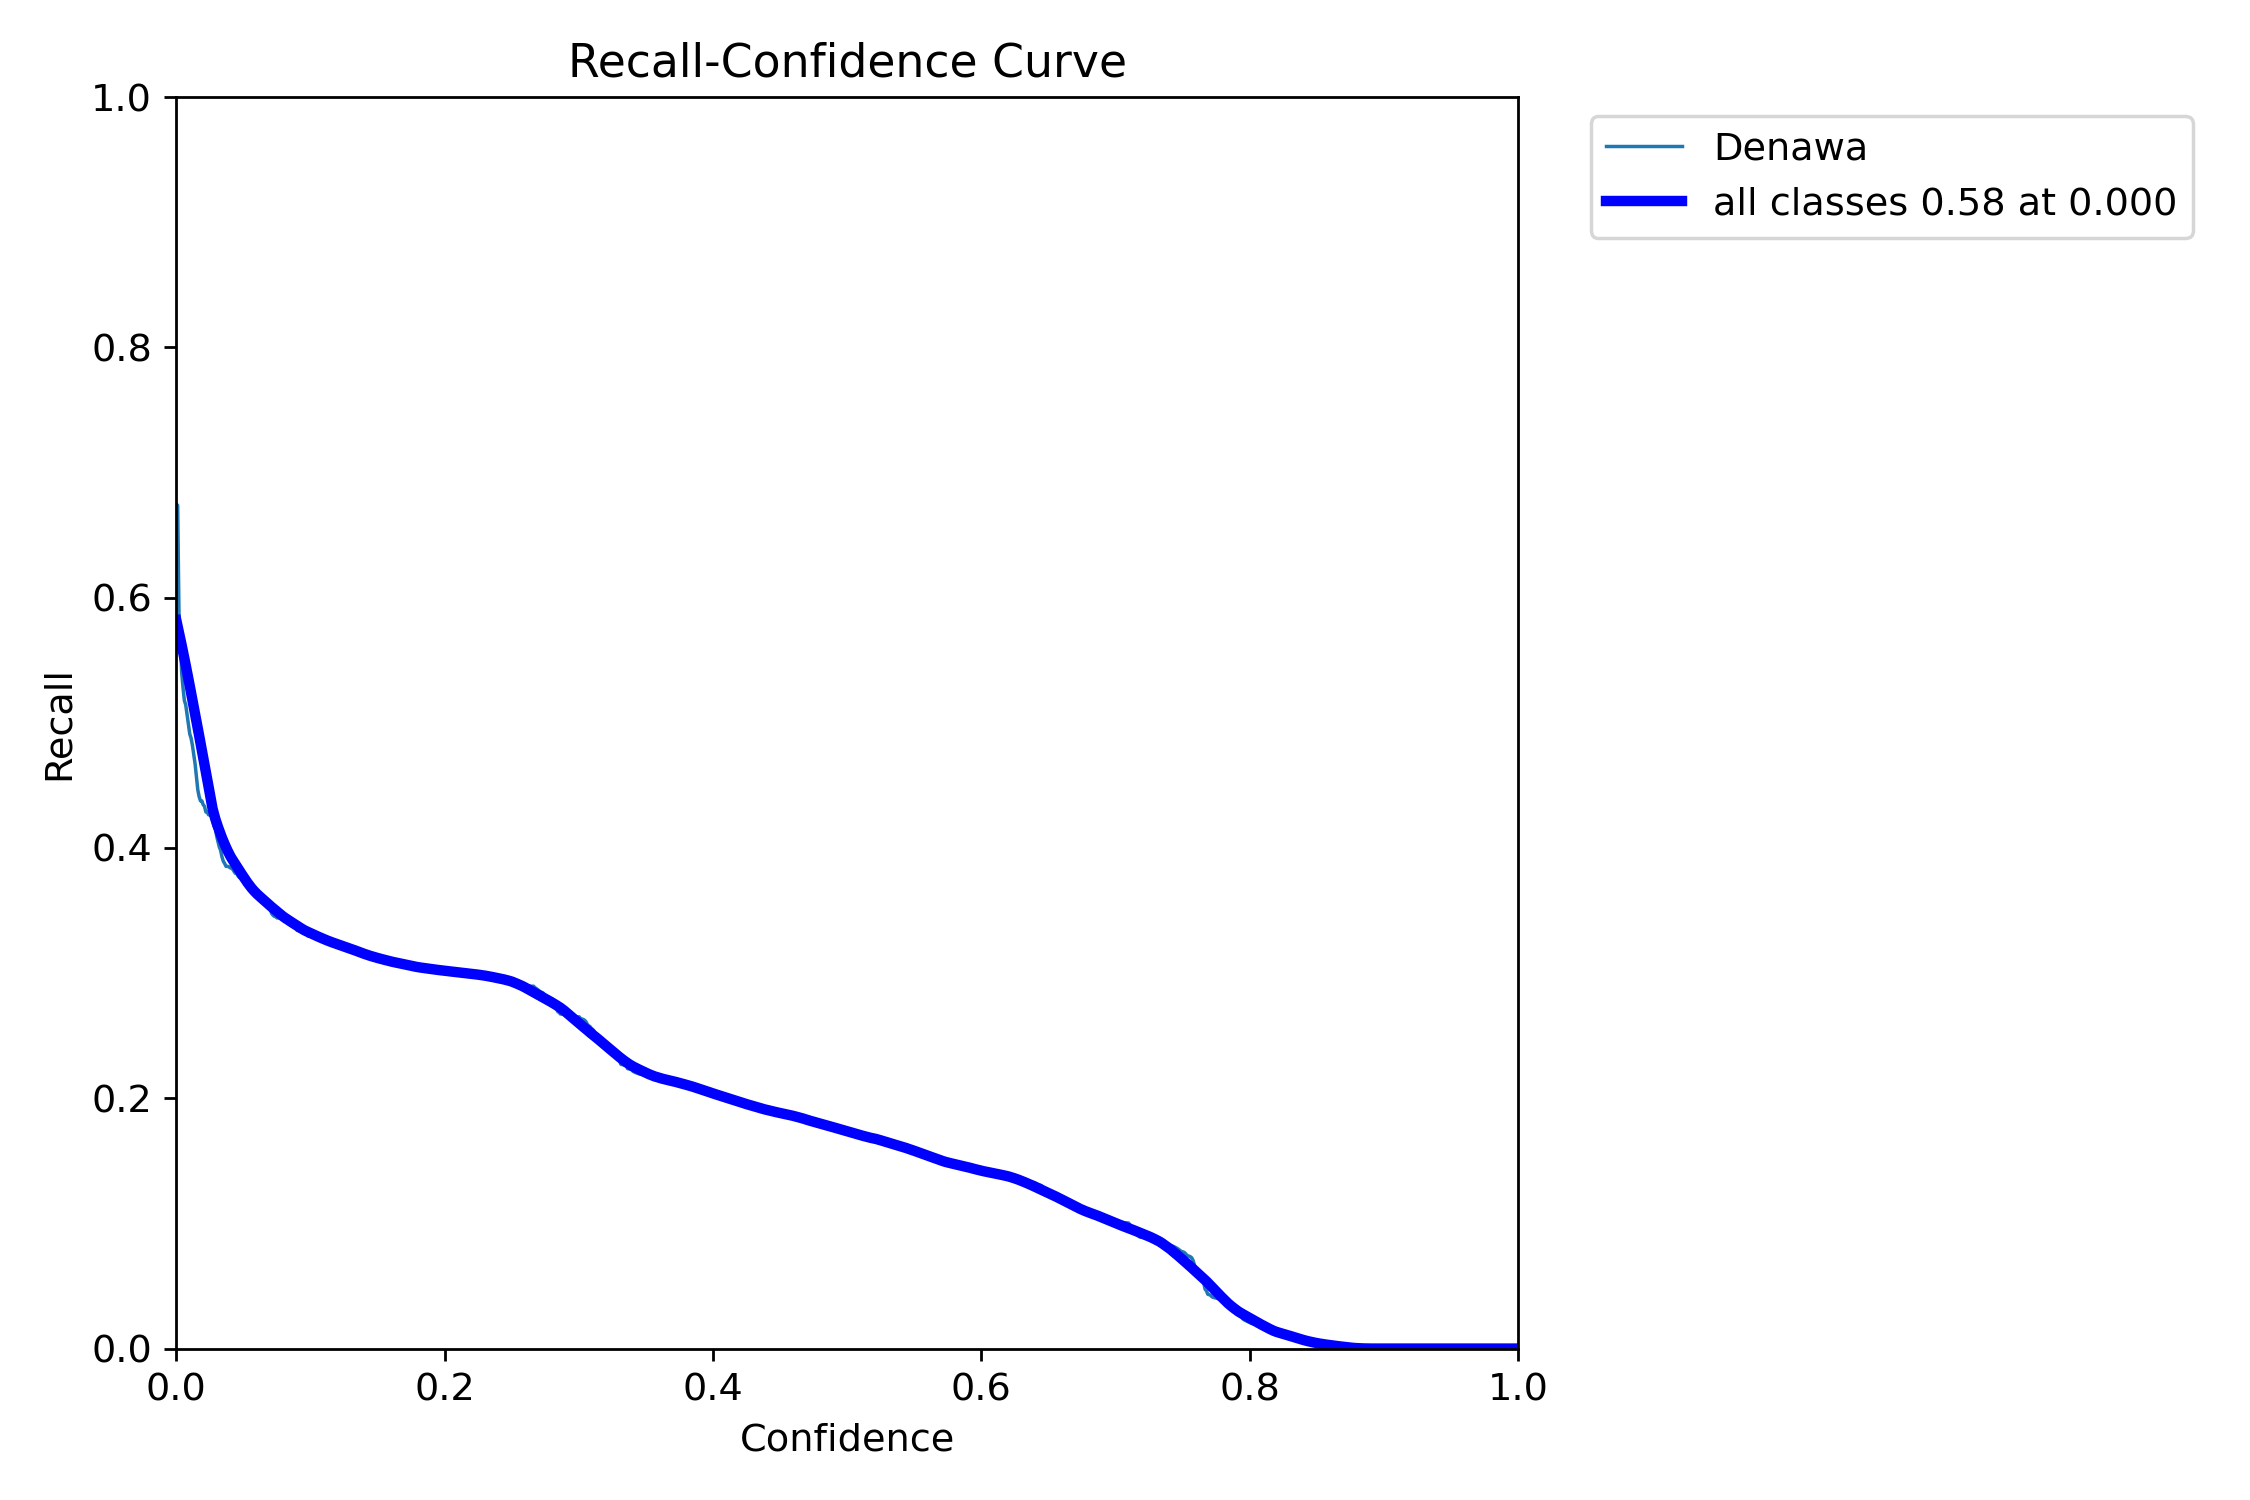 Recall-Confidence Curve
1.0
0.8
0.6
0.4
0.2
0.0
Recall
0.0 0.2 0.4 0.6 0.8 1.0
Confidence
Denawa
all classes 0.58 at 0.000